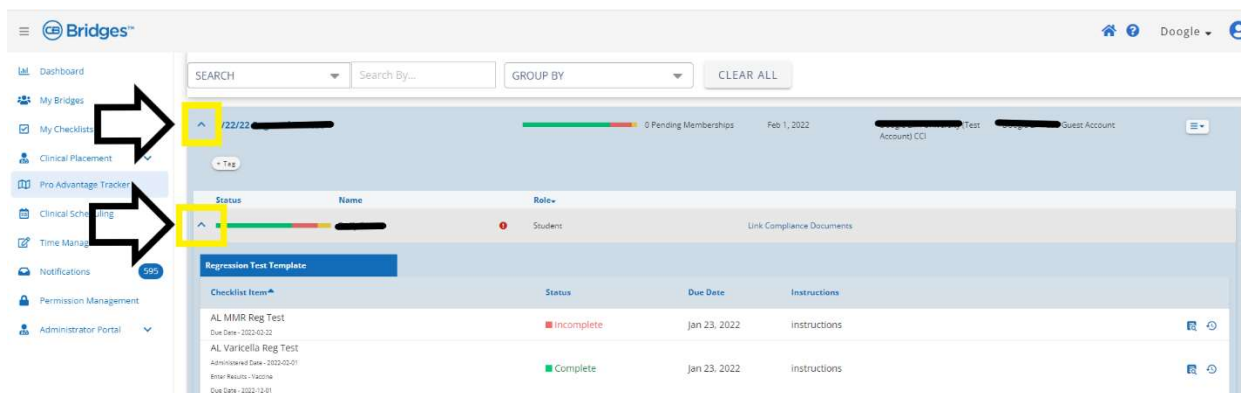 CB Bridges™
Doogle
Dashboard
My Bridges
My Checklists
Clinical Placement
Pro Advantage Tracker
Clinical Scheduling
Time Manag
Notifications 595
Permission Management
Administrator Portal
SEARCH Search By... GROUP BY CLEAR ALL
/22/22 0 Pending Memberships Feb 1, 2022 (Test Guest Account
Account) CCI
+ Tag
Status Name Role
Student Link Compliance Documents
Regression Test Template
Checklist Item Status Due Date Instructions
AL MMR Reg Test
Due Date - 2022-02-22
Incomplete Jan 23, 2022 instructions
AL Varicella Reg Test
Administered Date - 2022-02-01
Enter Results - Vaccine
Due Date - 2022-12-01
Complete Jan 23, 2022 instructions